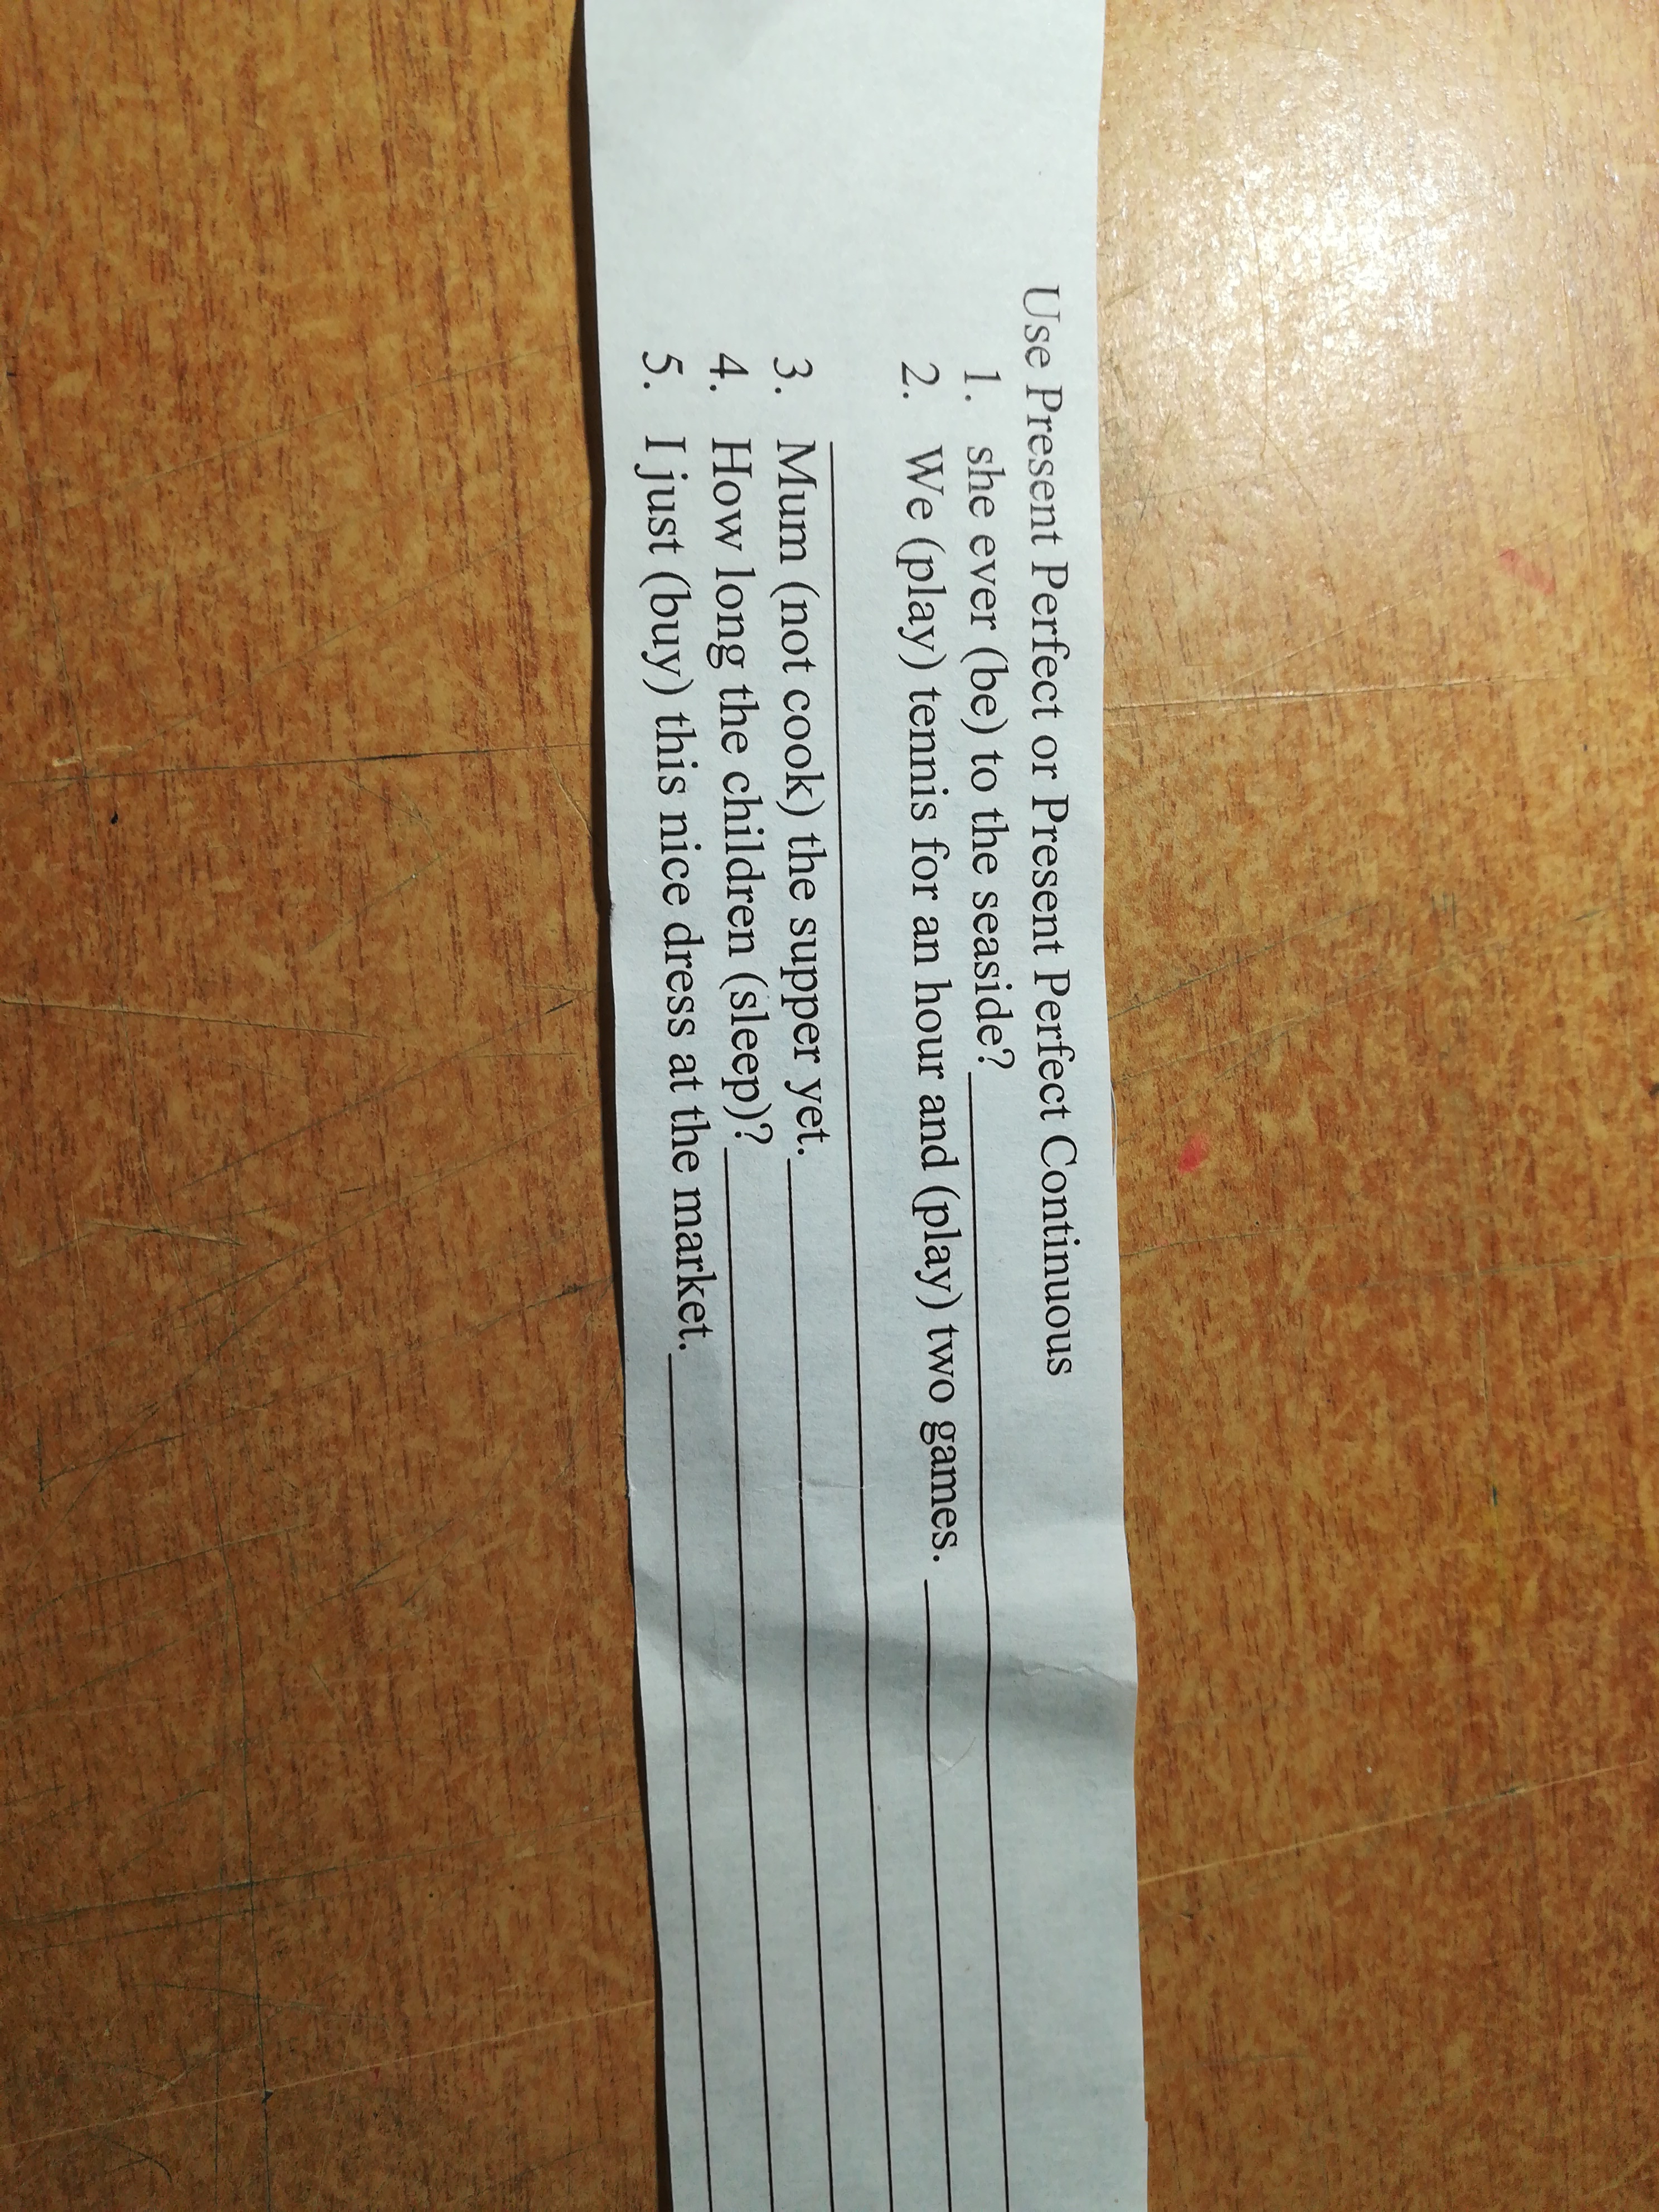 Use Present Perfect or Present Perfect Continuous
1. she ever (be) to the seaside?
2. We (play) tennis for an hour and (play) two games.
3. Mum (not cook) the supper yet.
4. How long the children (sleep)?
5. I just (buy) this nice dress at the market.